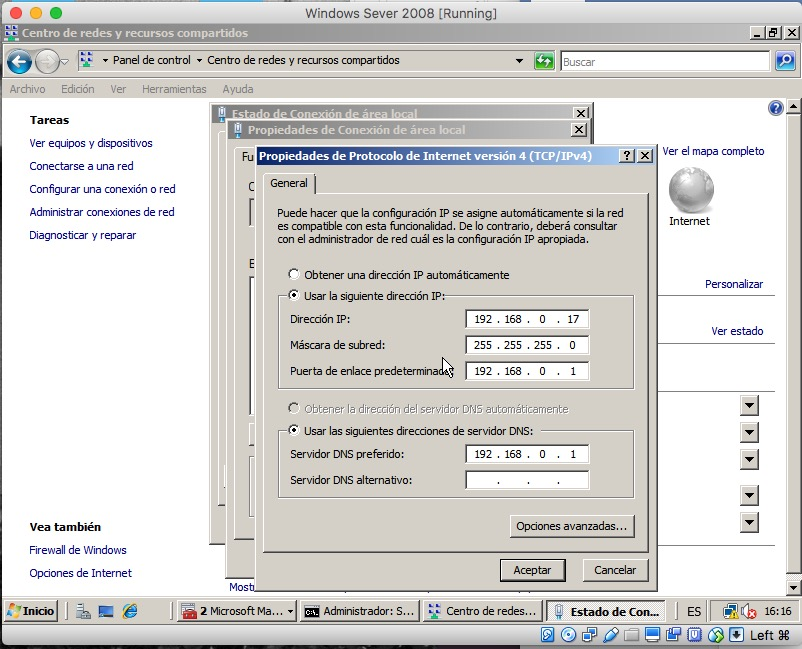 Windows Sever 2008 [Running]
Centro de redes y recursos compartidos
Panel de control
Centro de redes y recursos compartidos
Buscar
Archivo
Edición
Ver
Herramientas
Ayuda
Tareas
Ver equipos y dispositivos
Conectarse a una red
Configurar una conexión o red
Administrar conexiones de red
Diagnosticar y reparar
Vea también
Firewall de Windows
Opciones de Internet
Estado de Conexión de área local
Propiedades de Conexión de área local
Fu
Propiedades de Protocolo de Internet versión 4 (TCP/IPv4)
General
Puede hacer que la configuración IP se asigne automáticamente si la red
es compatible con esta funcionalidad. De lo contrario, deberá consultar
con el administrador de red cuál es la configuración IP apropiada.
Obtener una dirección IP automáticamente
Usar la siguiente dirección IP:
Dirección IP:
192 . 168 . 0 . 17
Máscara de subred:
255 . 255 . 255 . 0
Puerta de enlace predeterminada:
192 . 168 . 0 . 1
Obtener la dirección del servidor DNS automáticamente
Usar las siguientes direcciones de servidor DNS:
Servidor DNS preferido:
192 . 168 . 0 . 1
Servidor DNS alternativo:
. . .
Opciones avanzadas...
Aceptar
Cancelar
Ver el mapa completo
Internet
Personalizar
Ver estado
Most
Inicio
2 Microsoft Ma...
Administrador: S...
Centro de redes...
Estado de Con...
ES
16:16
Left ⌘